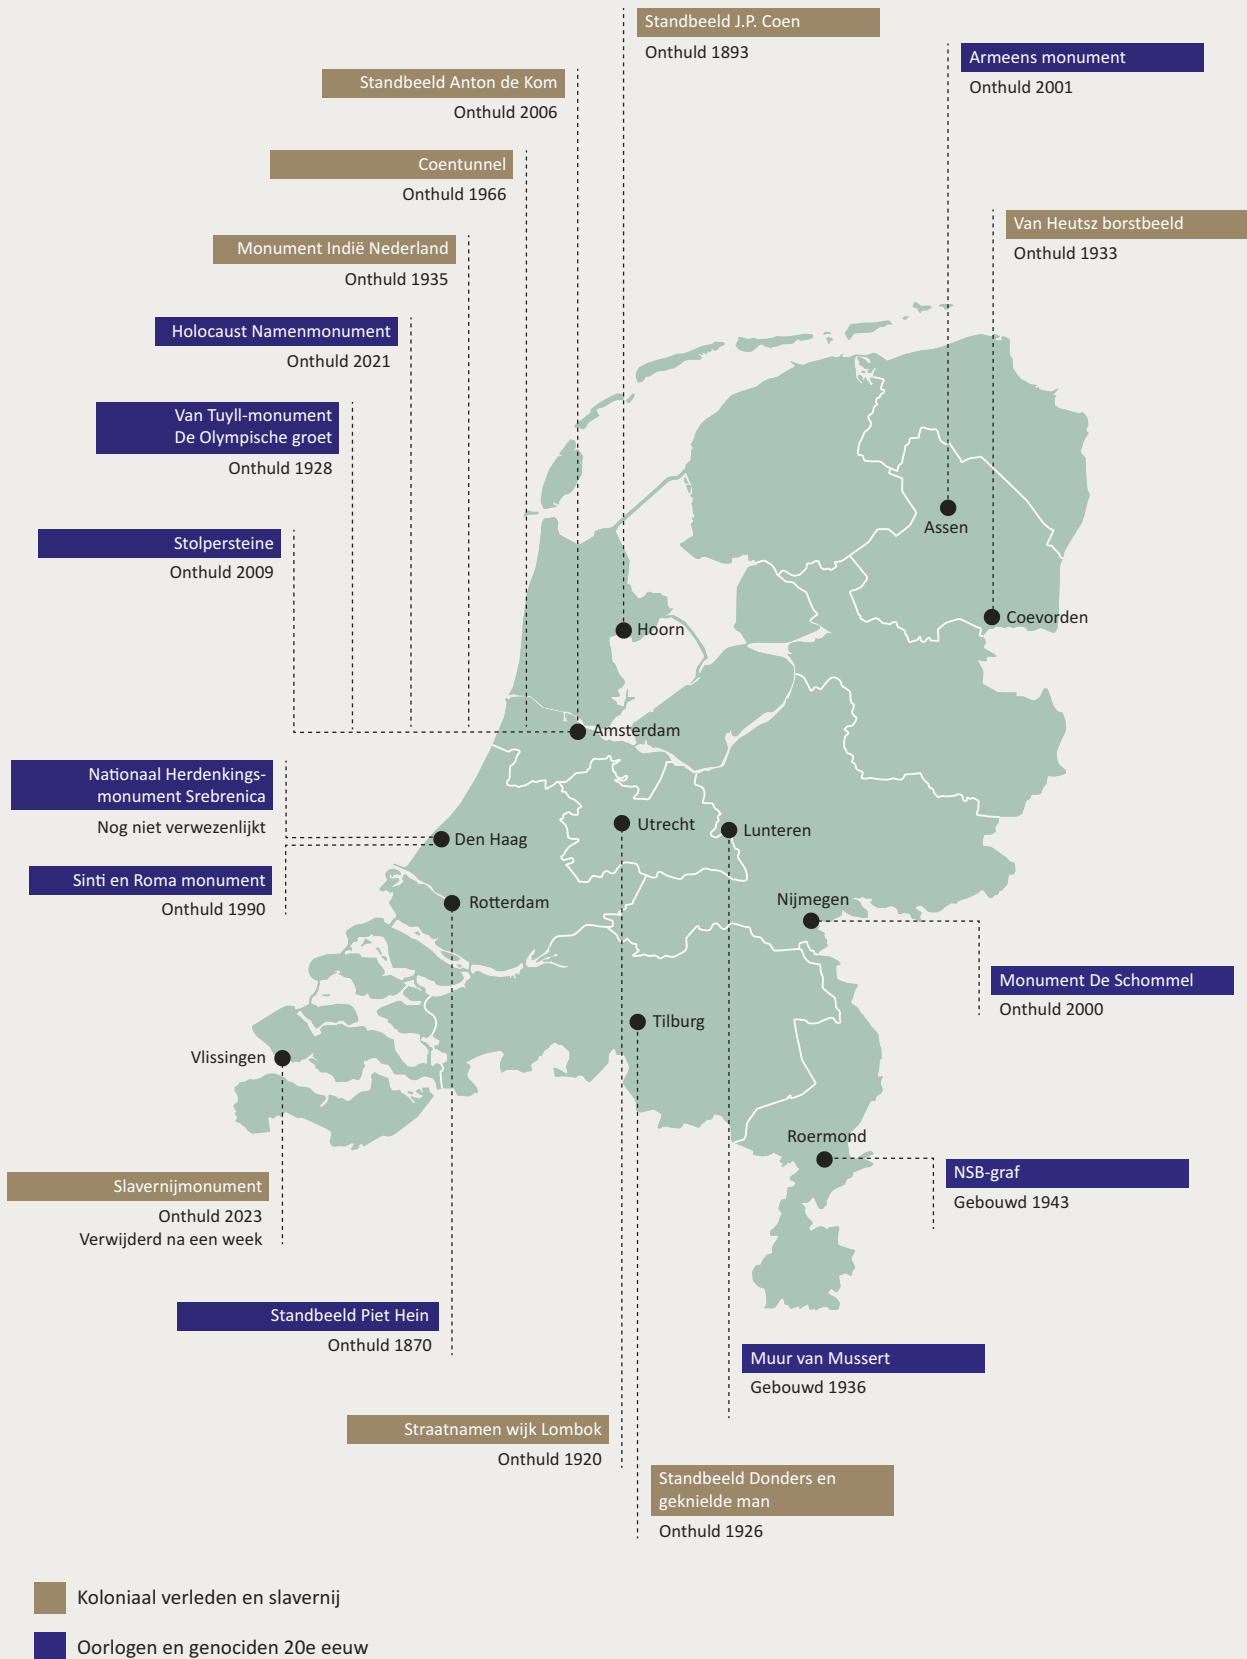 Standbeeld J.P. Coen
Onthuld 1893
Armeens monument
Onthuld 2001
Standbeeld Anton de Kom
Onthuld 2006
Coentunnel
Onthuld 1966
Van Heutsz borstbeeld
Onthuld 1933
Monument Indië Nederland
Onthuld 1935
Holocaust Namenmonument
Onthuld 2021
Van Tuyll-monument
De Olympische groet
Onthuld 1928
Stolpersteine
Onthuld 2009
Assen
Coevorden
Hoorn
Amsterdam
Nationaal Herdenkings-
monument Srebrenica
Nog niet verwezenlijkt
Utrecht
Lunteren
Den Haag
Sinti en Roma monument
Onthuld 1990
Rotterdam
Nijmegen
Monument De Schommel
Onthuld 2000
Tilburg
Vlissingen
Roermond
NSB-graf
Gebouwd 1943
Slavernijmonument
Onthuld 2023
Verwijderd na een week
Standbeeld Piet Hein
Onthuld 1870
Muur van Mussert
Gebouwd 1936
Straatnamen wijk Lombok
Onthuld 1920
Standbeeld Donders en
geknielde man
Onthuld 1926
Koloniaal verleden en slavernij
Oorlogen en genociden 20e eeuw